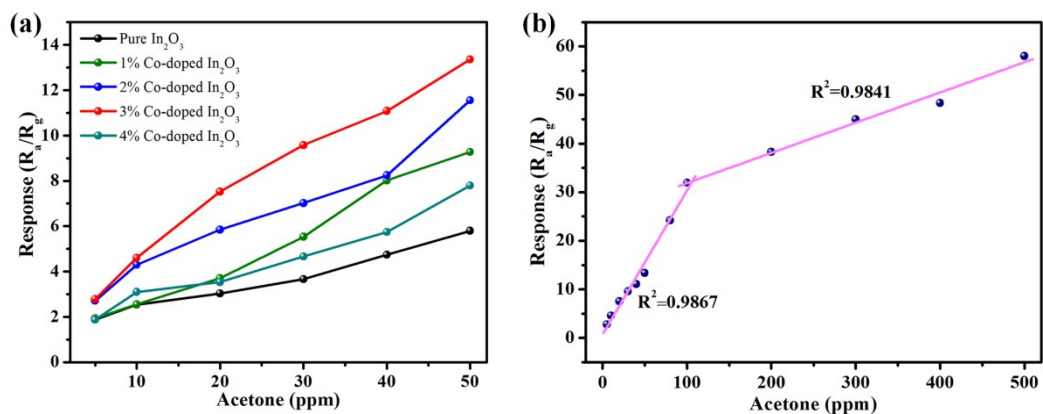 (a)
Pure In₂O₃
1% Co-doped In₂O₃
2% Co-doped In₂O₃
3% Co-doped In₂O₃
4% Co-doped In₂O₃
Response (Rₐ/R_g)
14
12
10
8
6
4
2
0
10 20 30 40 50
Acetone (ppm)
(b)
Response (Rₐ/R_g)
60
50
40
30
20
10
0
R²=0.9841
R²=0.9867
0 100 200 300 400 500
Acetone (ppm)